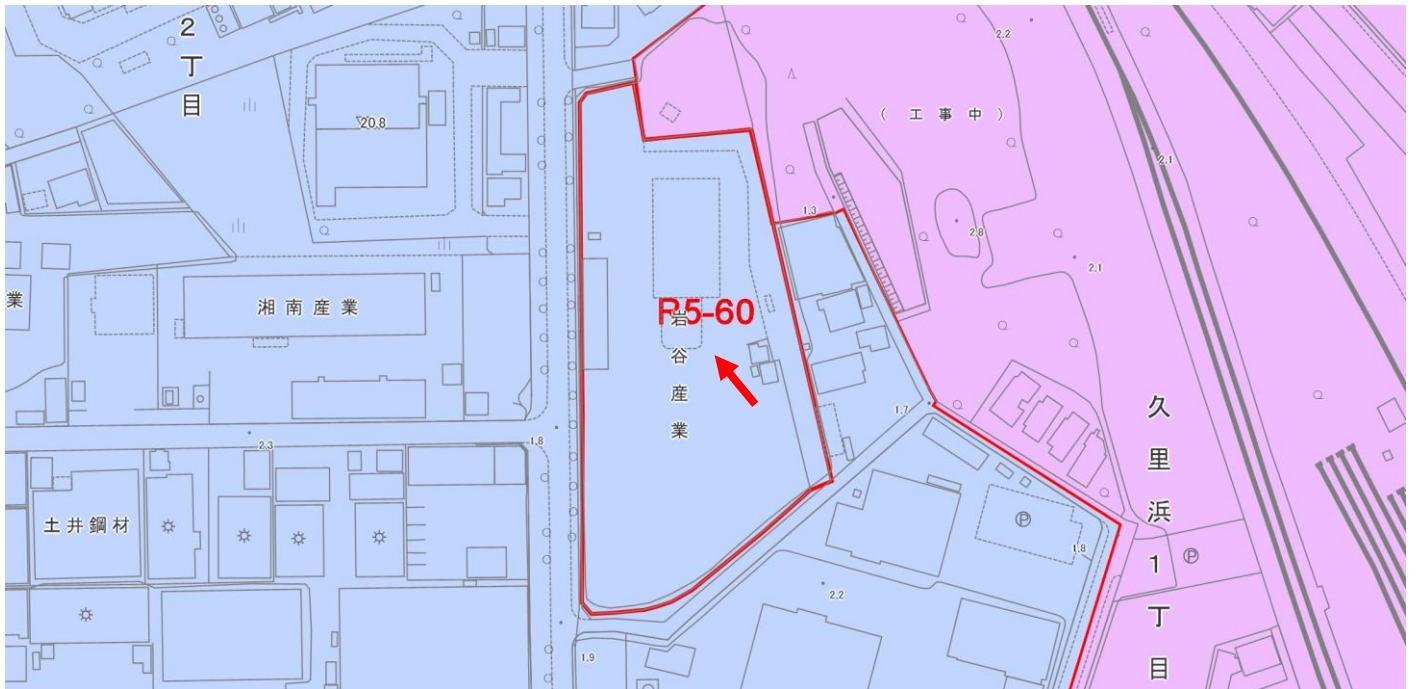 2丁目
2.2
20.8
(工事中)
2.1
1.3
2.8
2.1
業
湘南産業
R5-60
岩谷産業
久里浜1丁目
1.7
2.3
1.8
土井鋼材
P
1.8
P
2.2
1.9